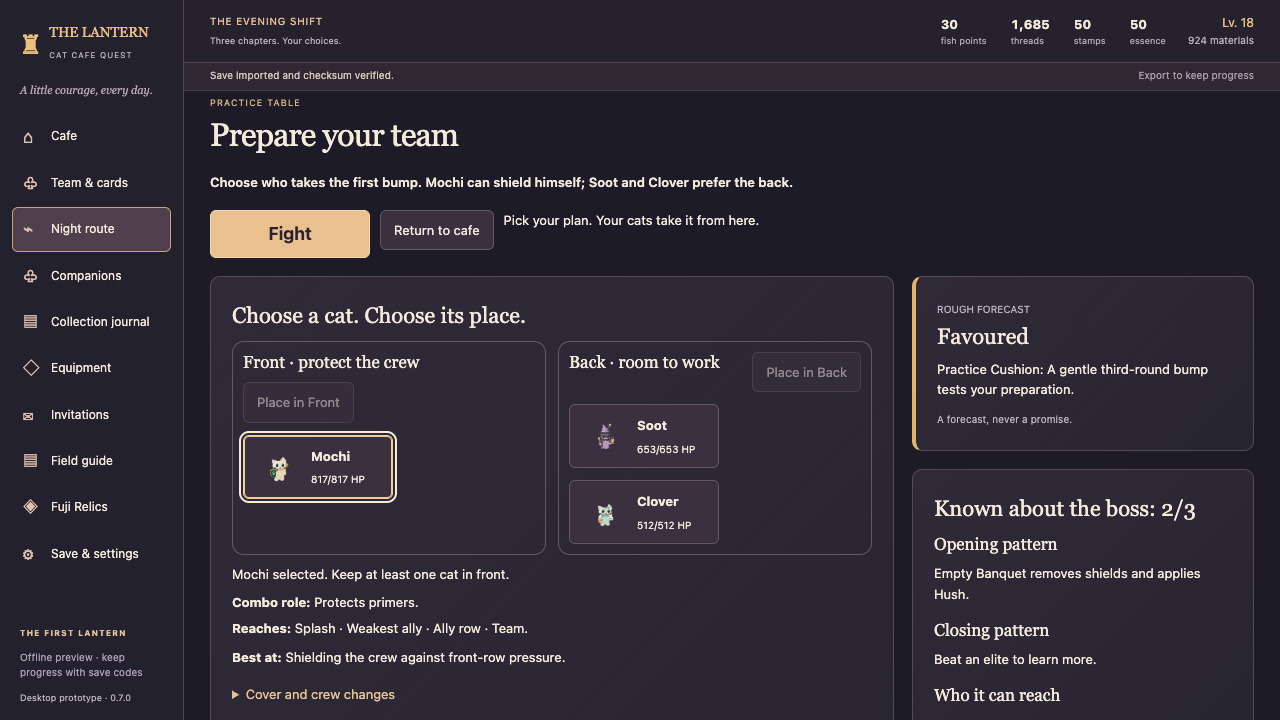 THE LANTERN
CAT CAFE QUEST
A little courage, every day.
Cafe
Team & cards
Night route
Companions
Collection journal
Equipment
Invitations
Field guide
Fuji Relics
Save & settings
THE FIRST LANTERN
Offline preview · keep
progress with save codes
Desktop prototype · 0.7.0
THE EVENING SHIFT
Three chapters. Your choices.
30
fish points
1,685
threads
50
stamps
50
essence
Lv. 18
924 materials
Save imported and checksum verified.
Export to keep progress
PRACTICE TABLE
Prepare your team
Choose who takes the first bump. Mochi can shield himself; Soot and Clover prefer the back.
Fight
Return to cafe
Pick your plan. Your cats take it from here.
Choose a cat. Choose its place.
Front · protect the crew
Place in Front
Mochi
817/817 HP
Back · room to work
Place in Back
Soot
653/653 HP
Clover
512/512 HP
Mochi selected. Keep at least one cat in front.
Combo role: Protects primers.
Reaches: Splash · Weakest ally · Ally row · Team.
Best at: Shielding the crew against front-row pressure.
Cover and crew changes
ROUGH FORECAST
Favoured
Practice Cushion: A gentle third-round bump
tests your preparation.
A forecast, never a promise.
Known about the boss: 2/3
Opening pattern
Empty Banquet removes shields and applies
Hush.
Closing pattern
Beat an elite to learn more.
Who it can reach